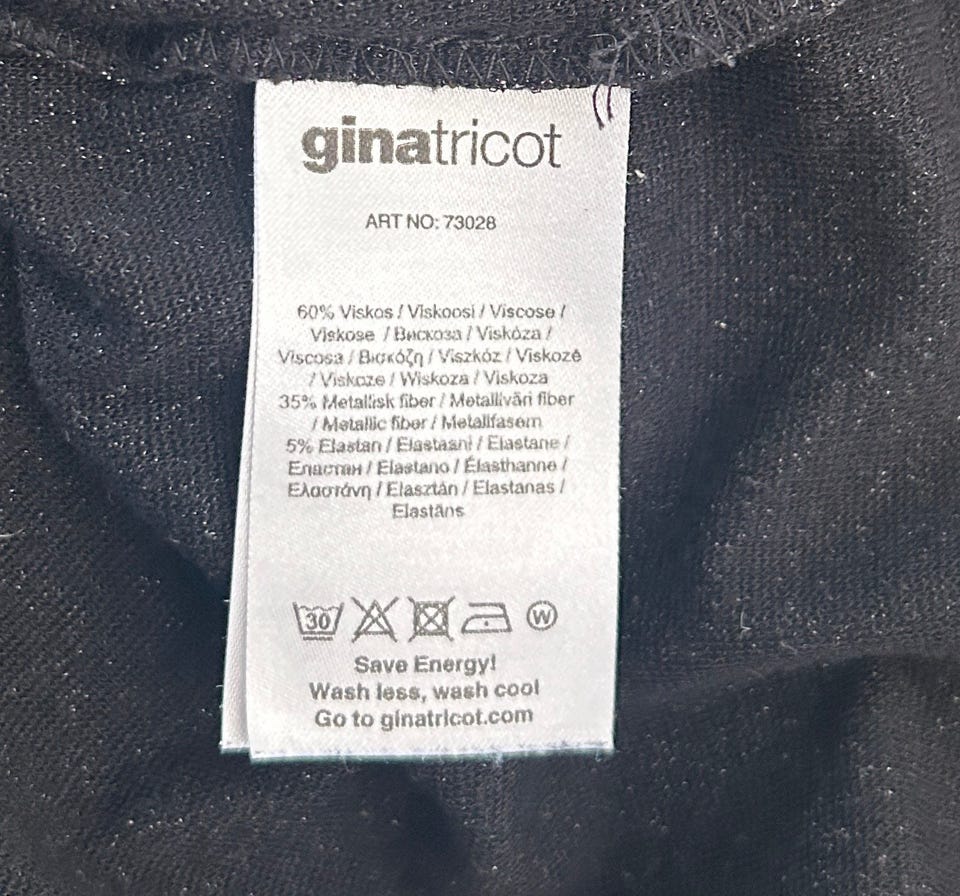 ginatricot
ART NO: 73028
60% Viskos / Viskoosi / Viscose /
Viskose / Вискоза / Viskóza /
Viscosa / Βισκόζη / Viszkóz / Viskozė
/ Viskoze / Wiskoza / Viskoza
35% Metallisk fiber / Metalliväri fiber
/ Metallic fiber / Metallfasern
5% Elastan / Elastaani / Elastane /
Еластан / Elastano / Élasthanne /
Ελαστάνη / Elasztán / Elastanas /
Elastāns
30 W
Save Energy!
Wash less, wash cool
Go to ginatricot.com